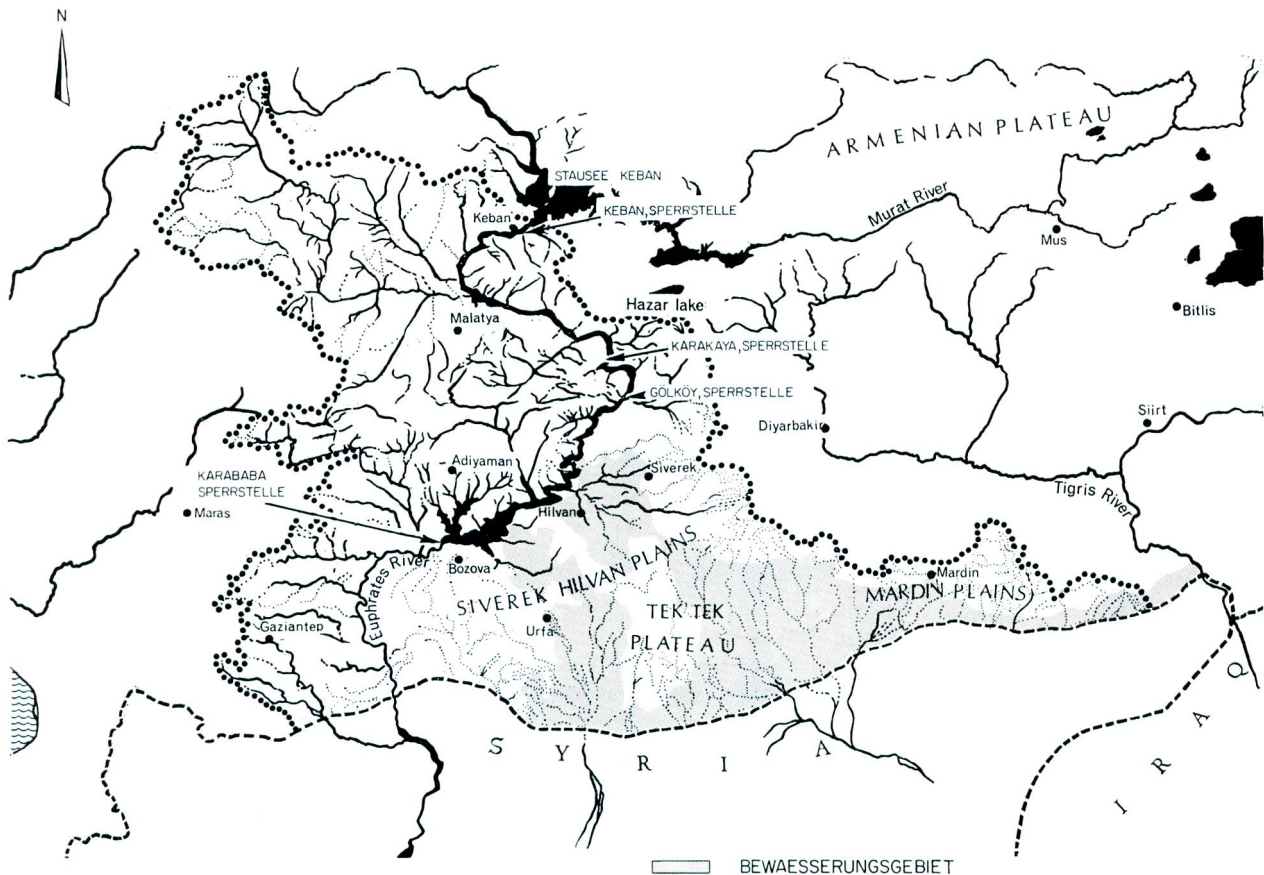 N
ARMENIAN PLATEAU
STAUSEE KEBAN
Murat River
Keban
KEBAN, SPERRSTELLE
Mus
Hazar lake
Bitlis
Malatya
KARAKAYA, SPERRSTELLE
GÖLKÖY, SPERRSTELLE
Siirt
Diyarbakir
Adiyaman
Siverek
KARABABA
SPERRSTELLE
Tigris River
Maras
Hilvan
Euphrates River
Bozova
SIVEREK HILVAN PLAINS
Mardin
MARDIN PLAINS
TEK TEK
PLATEAU
Gaziantep
Urfa
SYRIA
IRAQ
BEWAESSERUNGSGEBIET